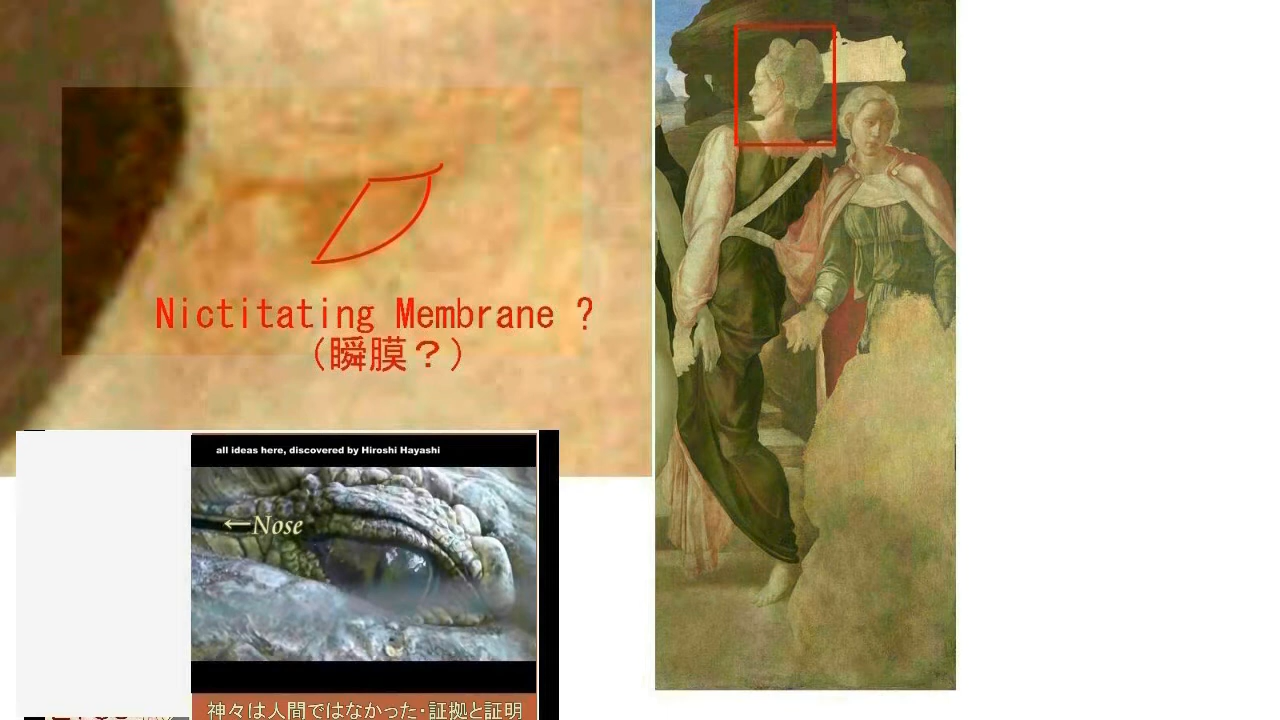 Nictitating Membrane ?
(瞬膜？)
all ideas here, discovered by Hiroshi Hayashi
←Nose
神々は人間ではなかった・証拠と証明